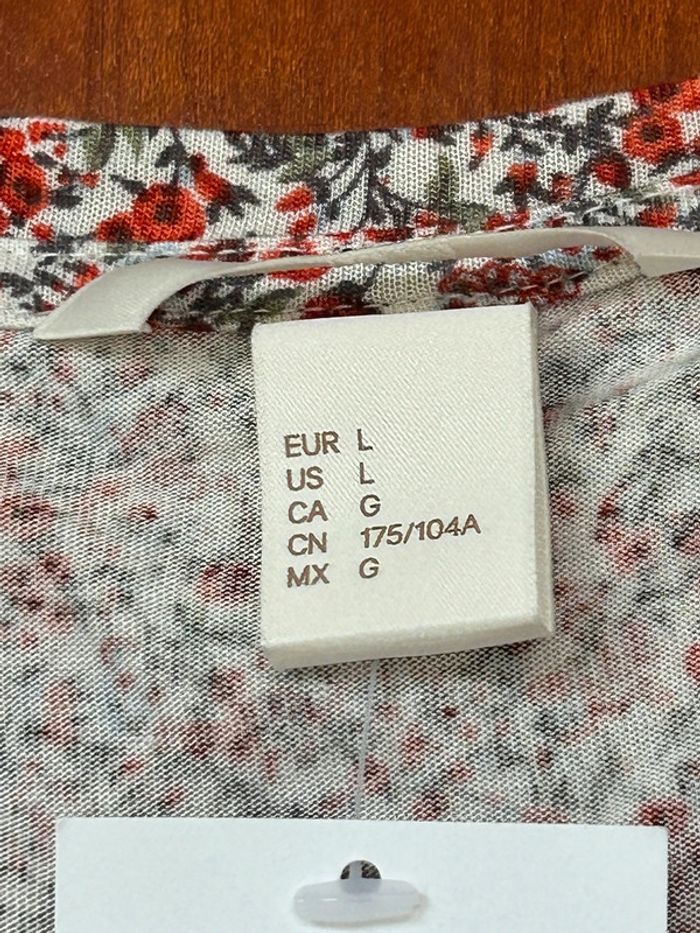 EUR L
US L
CA G
CN 175/104A
MX G